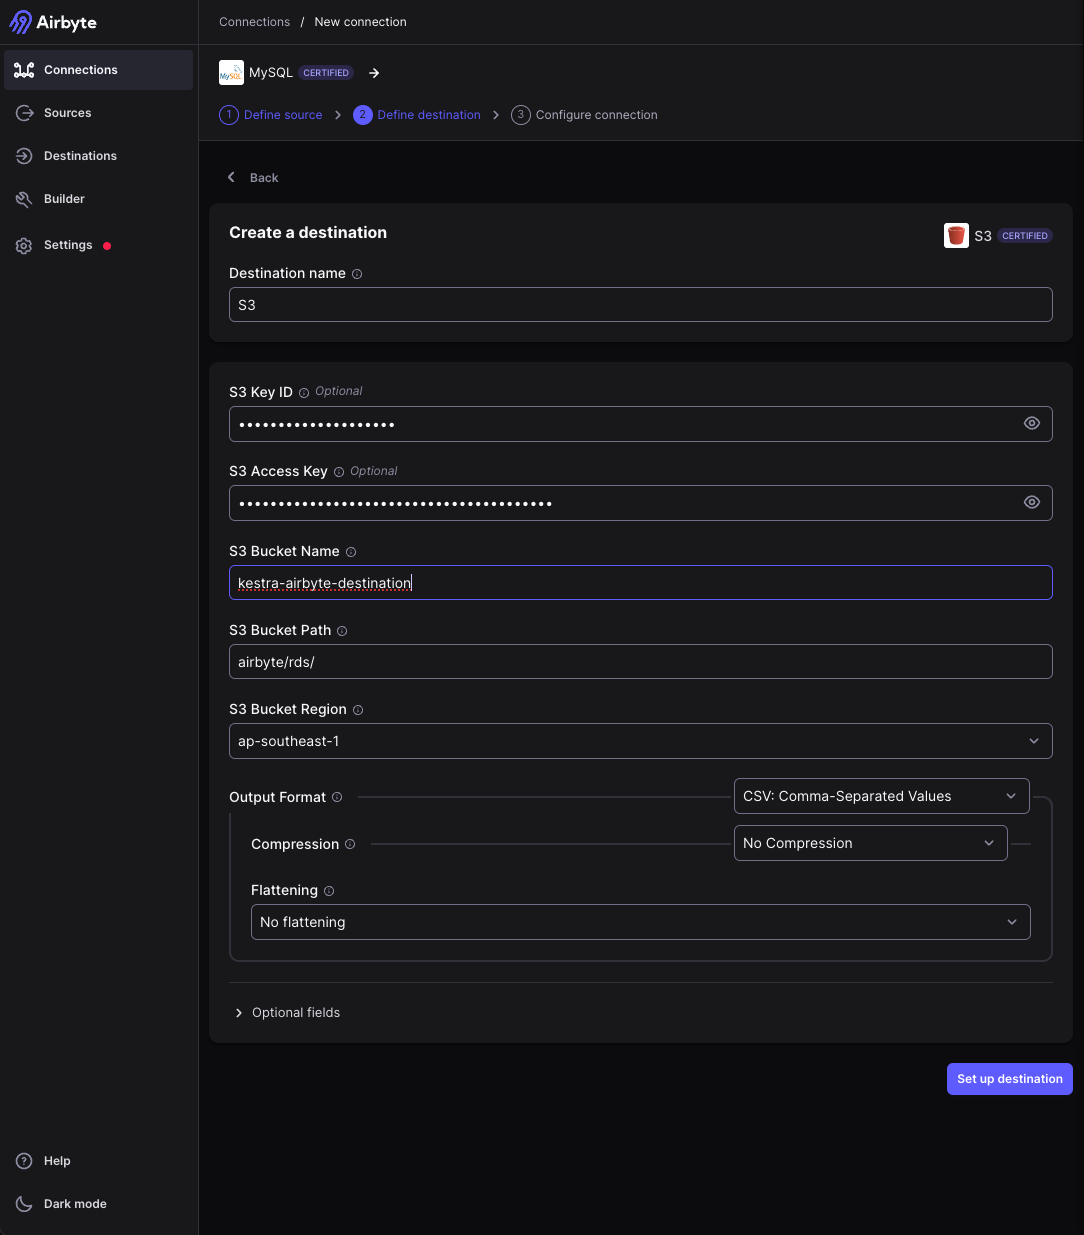 Airbyte
Connections
Sources
Destinations
Builder
Settings
Help
Dark mode
Connections / New connection
MySQL MySQL CERTIFIED
1 Define source 2 Define destination 3 Configure connection
Back
Create a destination
S3 CERTIFIED
Destination name
S3
S3 Key ID Optional
••••••••••••••••••••
S3 Access Key Optional
••••••••••••••••••••••••••••••••••••••••
S3 Bucket Name
kestra-airbyte-destination
S3 Bucket Path
airbyte/rds/
S3 Bucket Region
ap-southeast-1
Output Format CSV: Comma-Separated Values
Compression No Compression
Flattening
No flattening
Optional fields
Set up destination